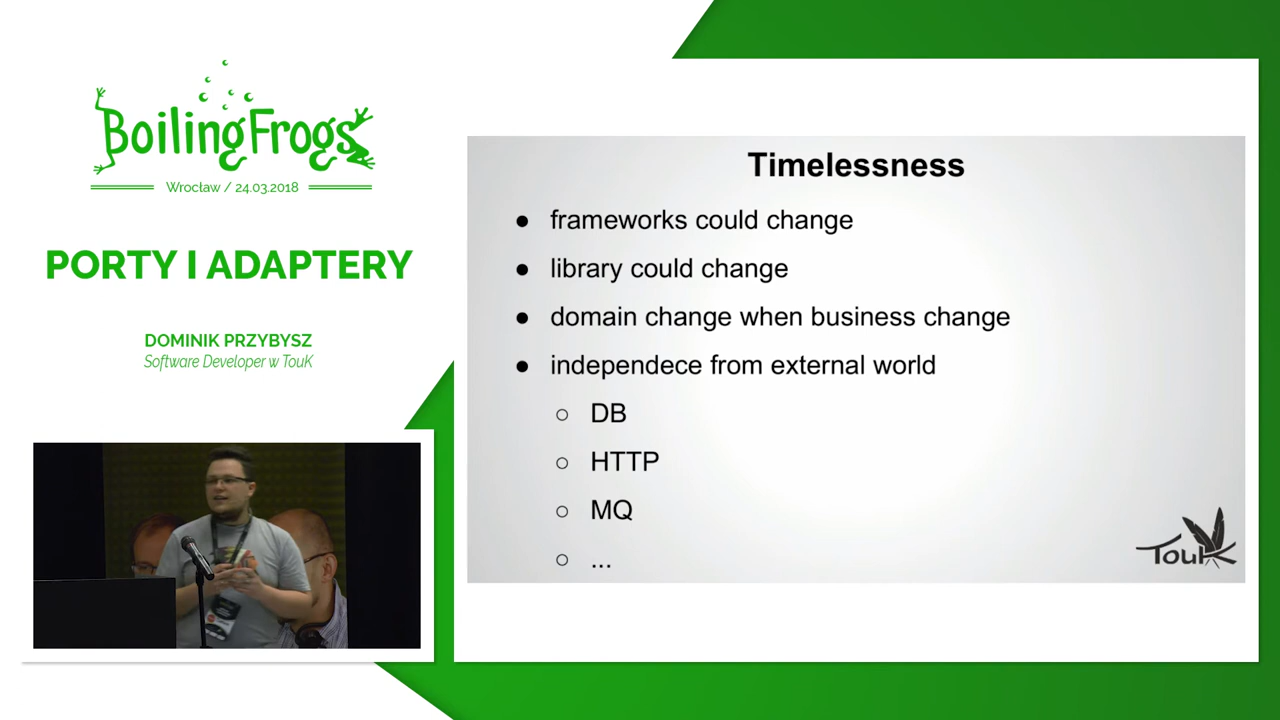 BoilingFrogs
Wrocław / 24.03.2018
PORTY I ADAPTERY
DOMINIK PRZYBYSZ
Software Developer w TouK
Timelessness
● frameworks could change
● library could change
● domain change when business change
● independece from external world
○ DB
○ HTTP
○ MQ
○ ...
TouK